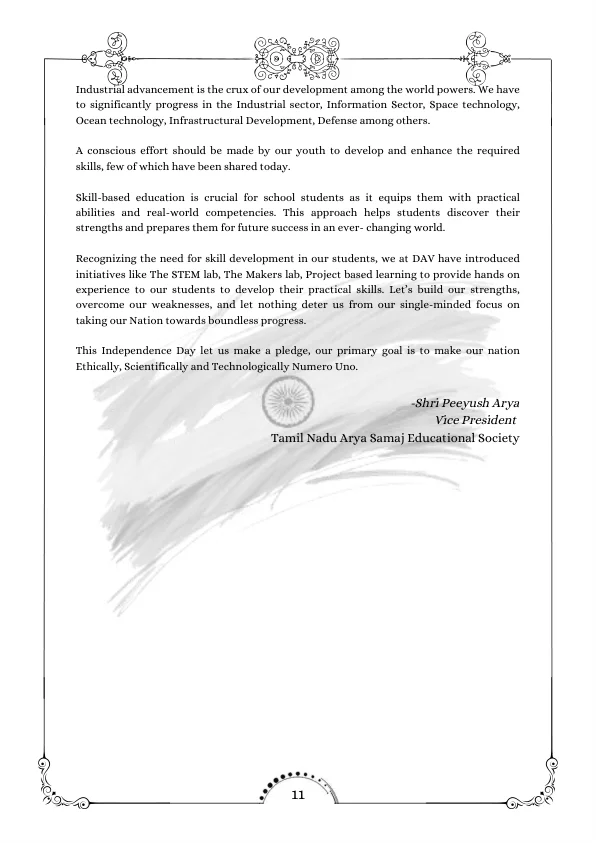 Industrial advancement is the crux of our development among the world powers. We have
to significantly progress in the Industrial sector, Information Sector, Space technology,
Ocean technology, Infrastructural Development, Defense among others.
A conscious effort should be made by our youth to develop and enhance the required
skills, few of which have been shared today.
Skill-based education is crucial for school students as it equips them with practical
abilities and real-world competencies. This approach helps students discover their
strengths and prepares them for future success in an ever- changing world.
Recognizing the need for skill development in our students, we at DAV have introduced
initiatives like The STEM lab, The Makers lab, Project based learning to provide hands on
experience to our students to develop their practical skills. Let’s build our strengths,
overcome our weaknesses, and let nothing deter us from our single-minded focus on
taking our Nation towards boundless progress.
This Independence Day let us make a pledge, our primary goal is to make our nation
Ethically, Scientifically and Technologically Numero Uno.
-Shri Peeyush Arya
Vice President
Tamil Nadu Arya Samaj Educational Society
11